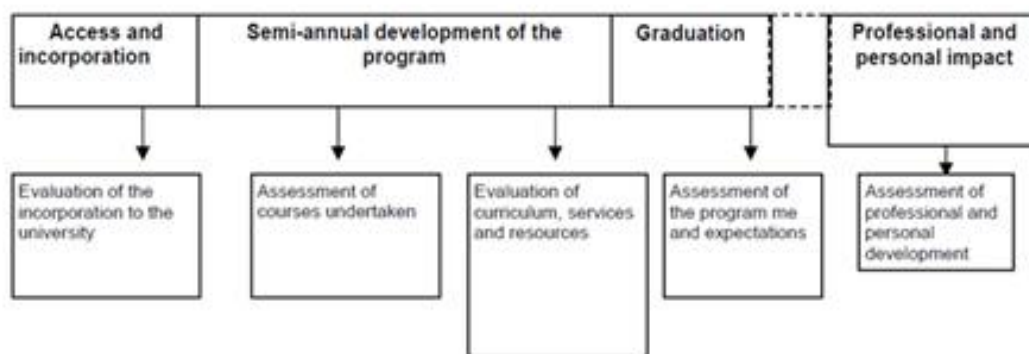 Access and
incorporation
Semi-annual development of the
program
Graduation
Professional and
personal impact
Evaluation of the
incorporation to the
university
Assessment of
courses undertaken
Evaluation of
curriculum, services
and resources
Assessment of
the program me
and expectations
Assessment of
professional and
personal
development